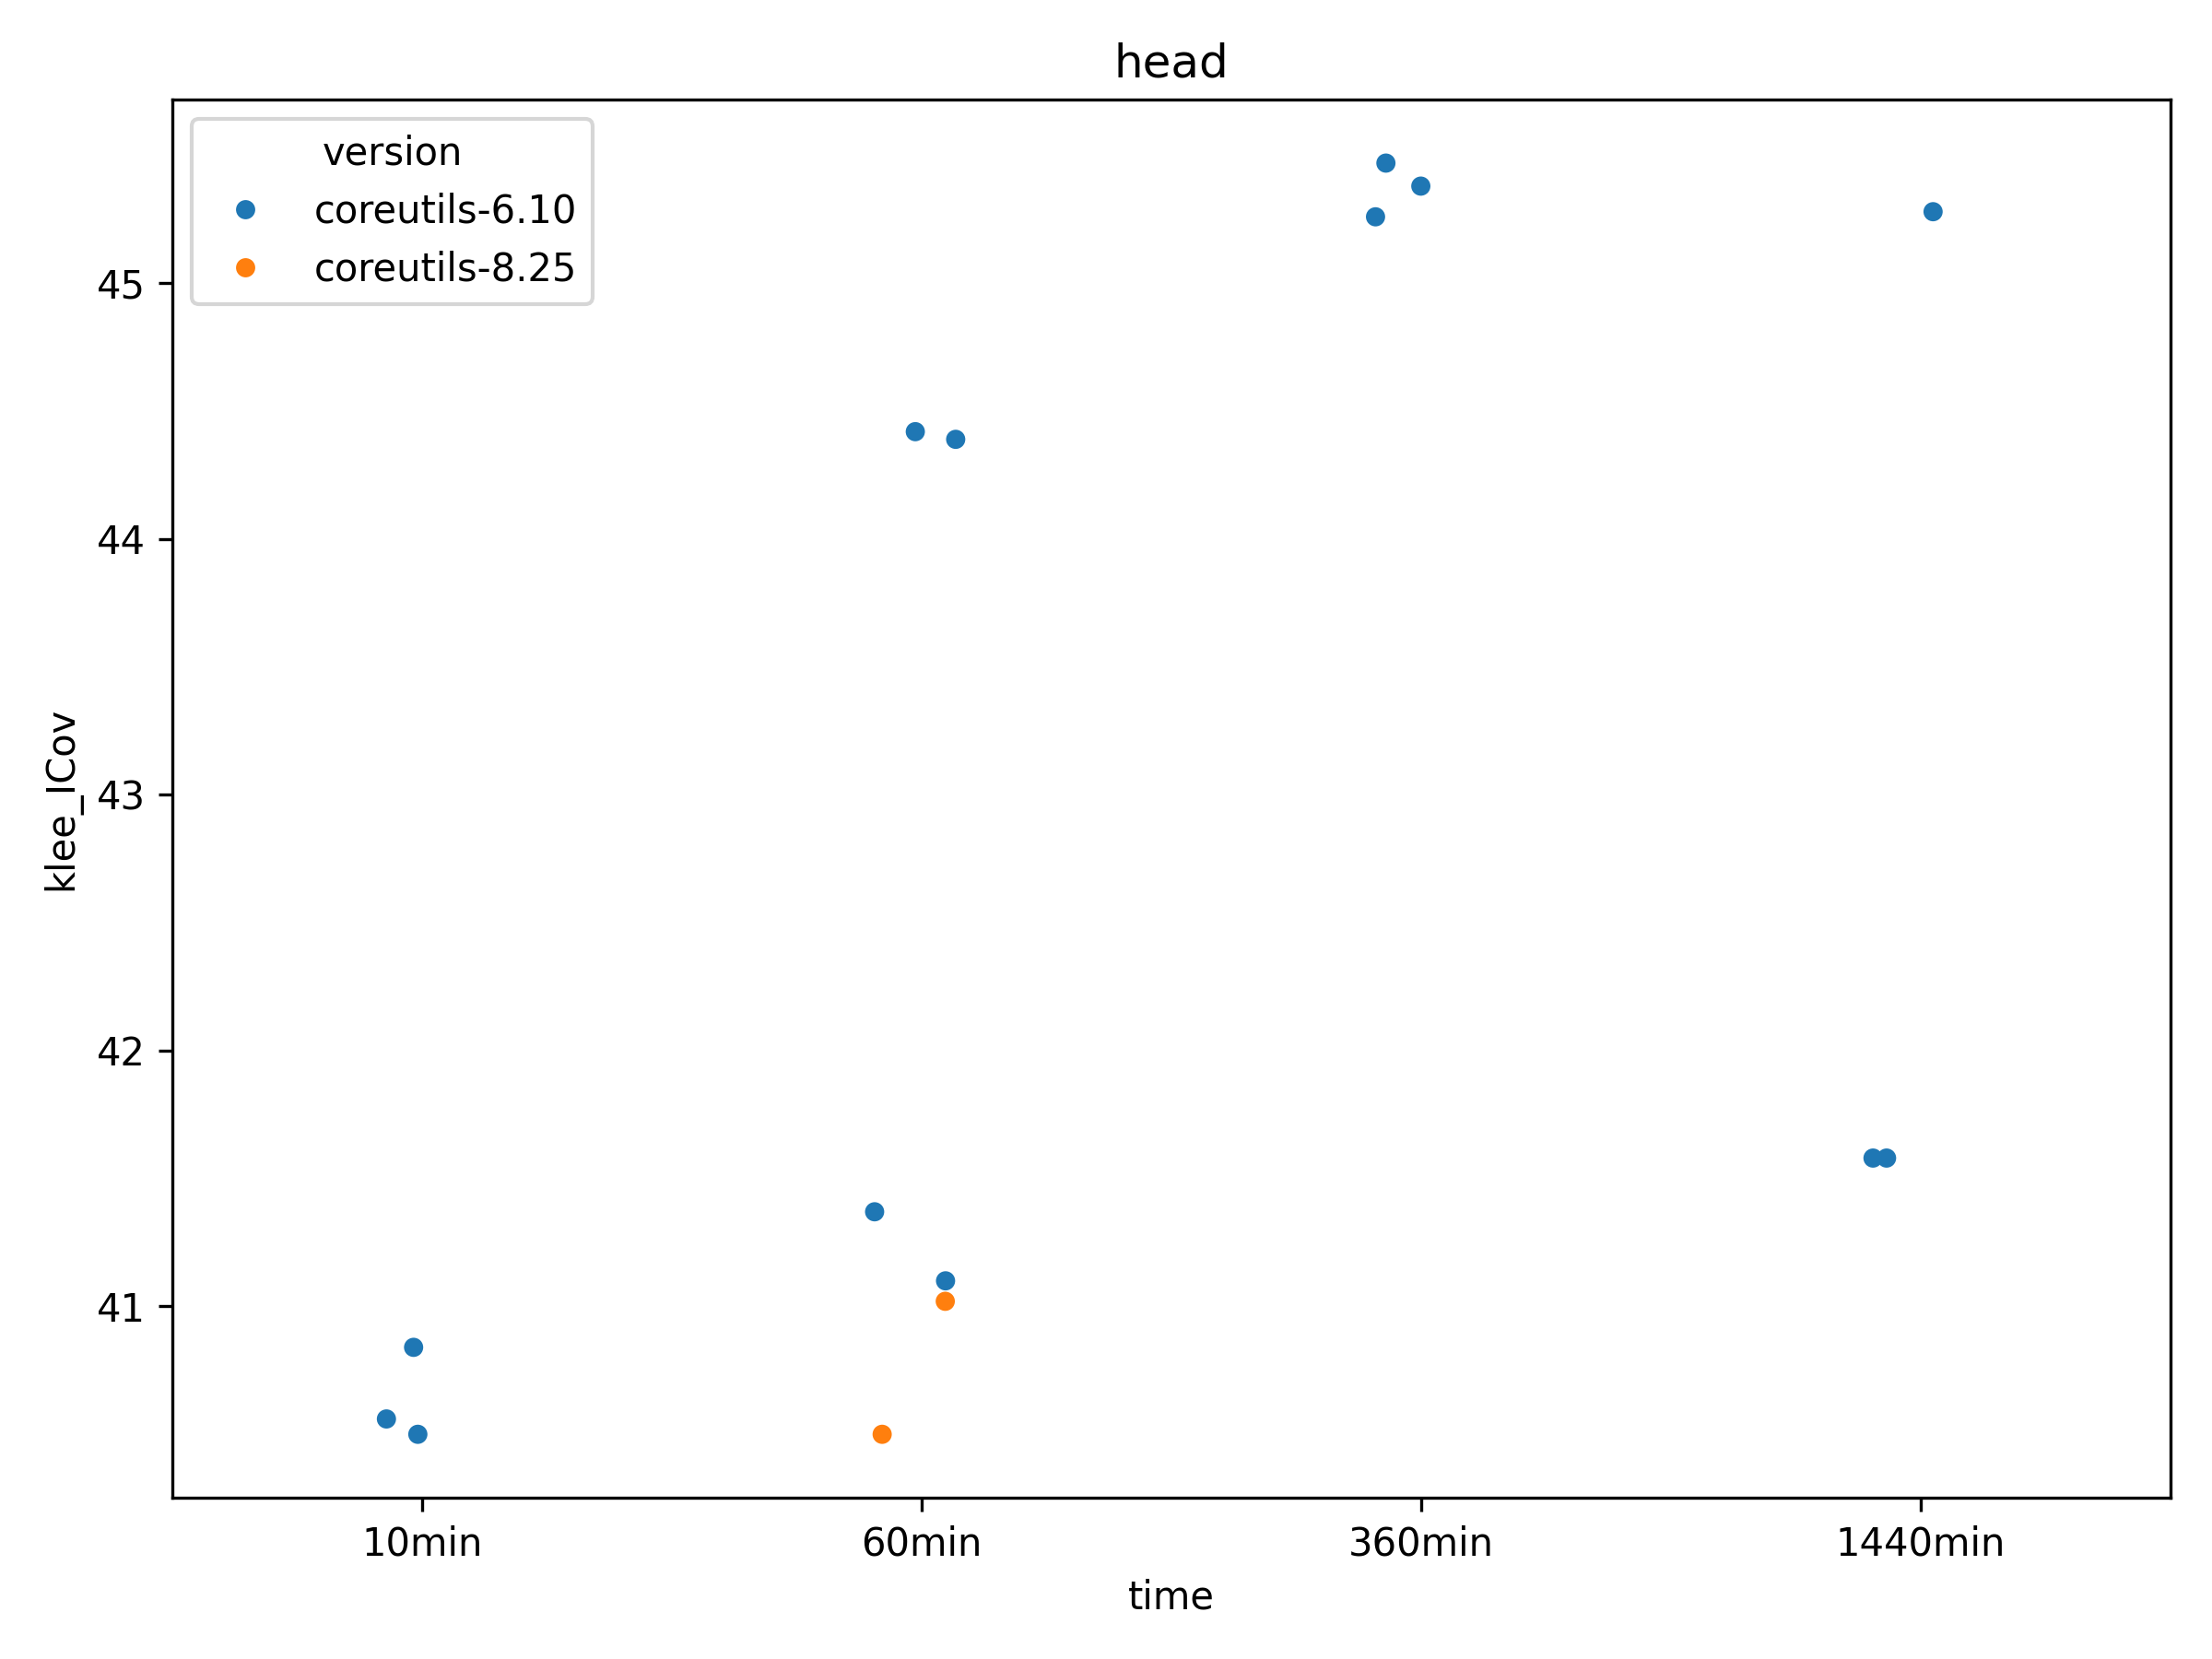 head
version
coreutils-6.10
coreutils-8.25
45
44
43
42
41
klee_ICov
10min
60min
360min
1440min
time